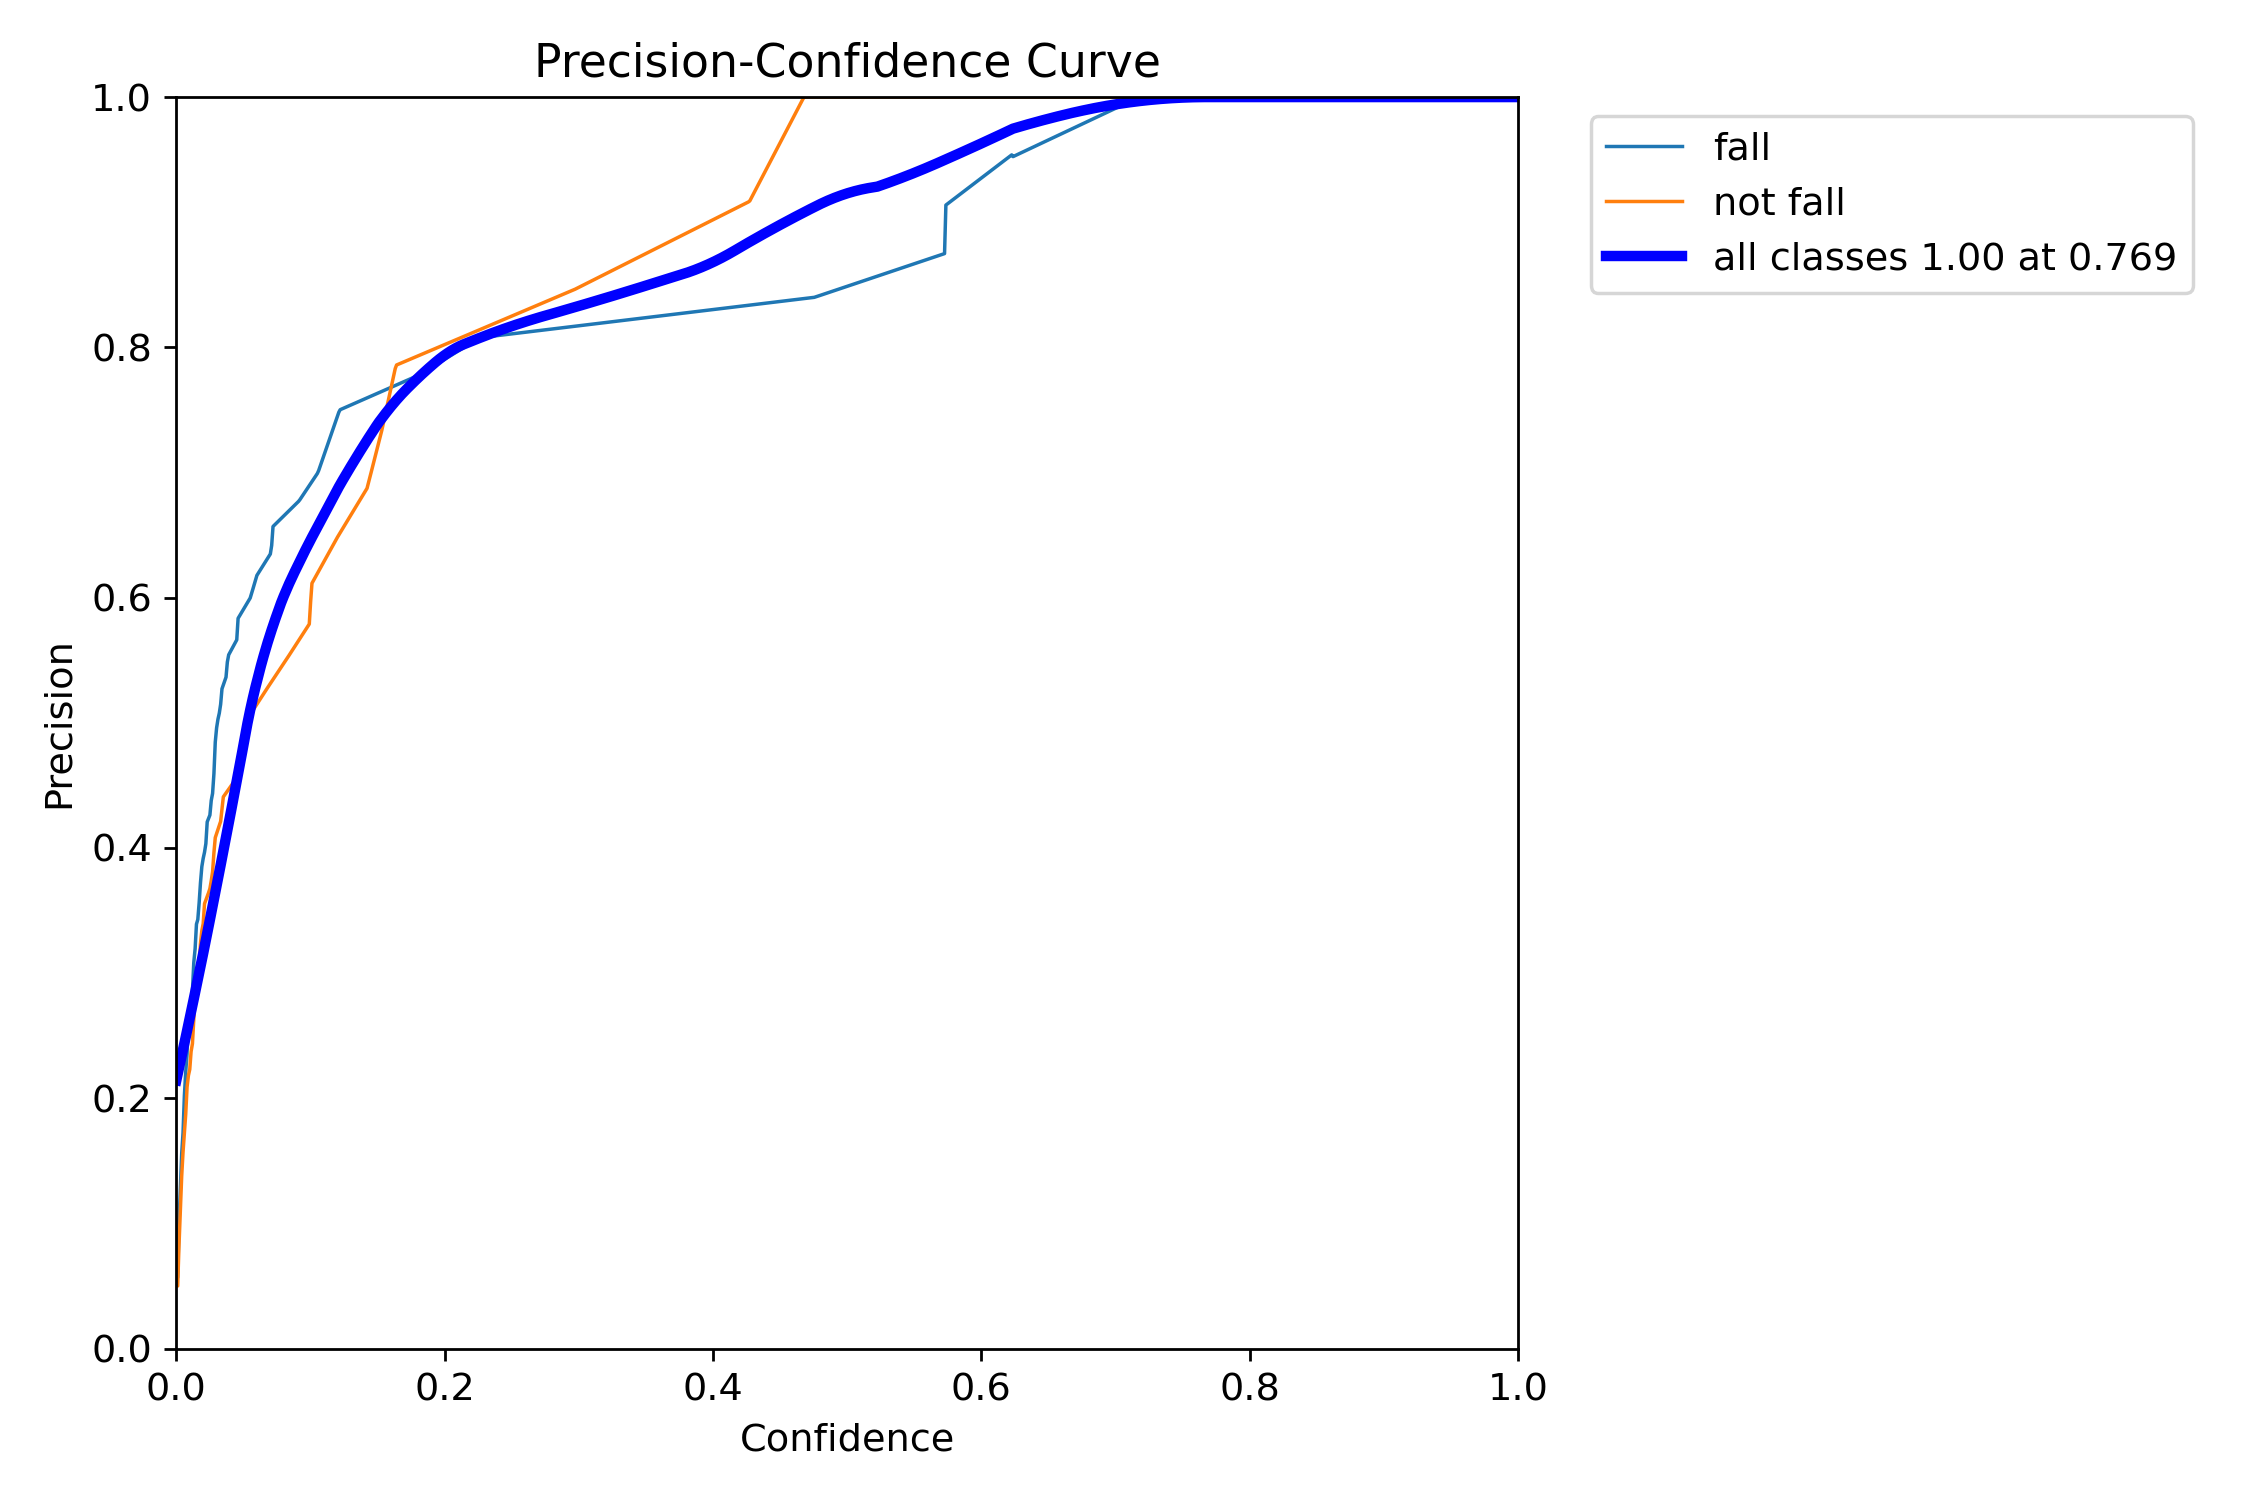 Precision-Confidence Curve
1.0
0.8
0.6
0.4
0.2
0.0
Precision
0.0 0.2 0.4 0.6 0.8 1.0
Confidence
fall
not fall
all classes 1.00 at 0.769